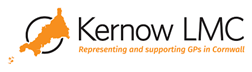 Kernow LMC
Representing and supporting GPs in Cornwall